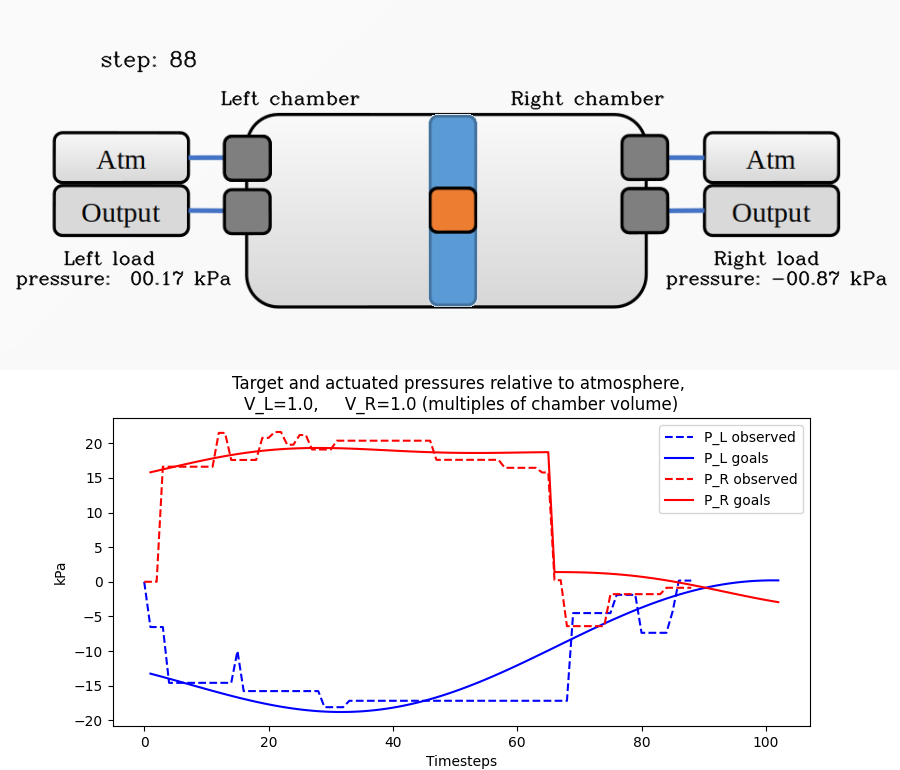 step: 88
Left chamber
Right chamber
Atm
Atm
Output
Output
Left load
pressure: 00.17 kPa
Right load
pressure: −00.87 kPa
Target and actuated pressures relative to atmosphere,
V_L=1.0, V_R=1.0 (multiples of chamber volume)
20
15
10
5
0
−5
−10
−15
−20
kPa
P_L observed
P_L goals
P_R observed
P_R goals
0 20 40 60 80 100
Timesteps